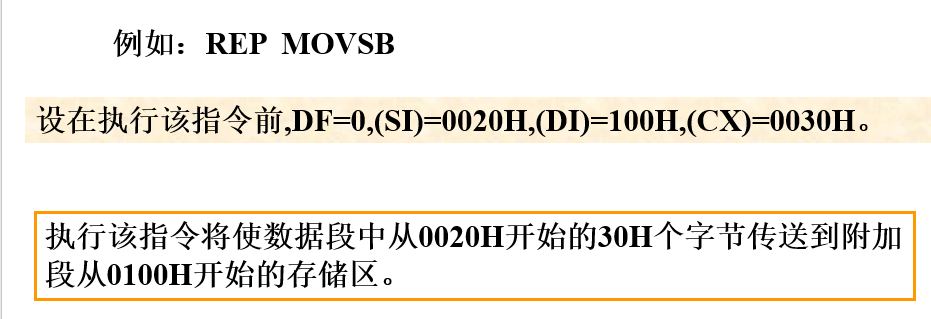 例如：REP MOVSB
设在执行该指令前,DF=0,(SI)=0020H,(DI)=100H,(CX)=0030H。
执行该指令将使数据段中从0020H开始的30H个字节传送到附加
段从0100H开始的存储区。